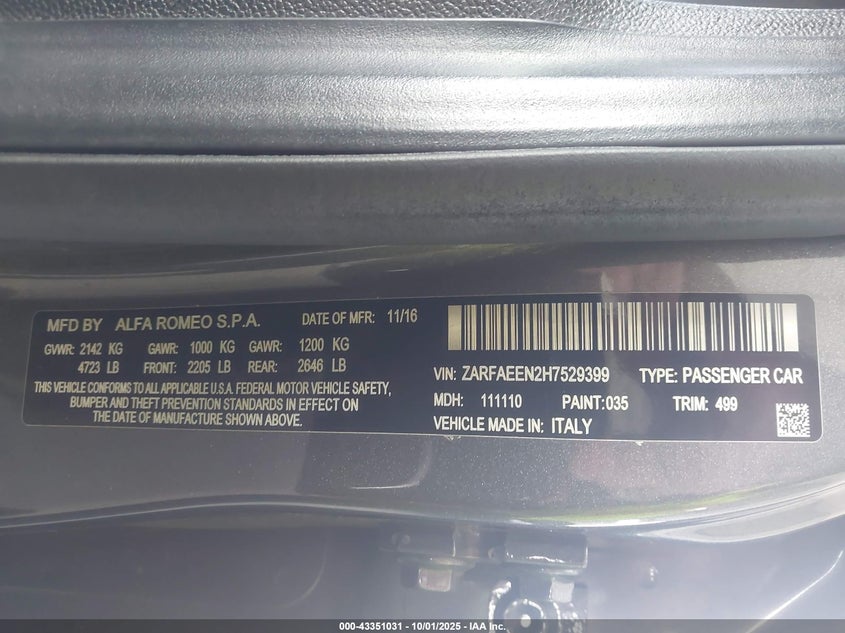 MFD BY ALFA ROMEO S.P.A. DATE OF MFR: 11/16
GVWR: 2142 KG GAWR: 1000 KG GAWR: 1200 KG
4723 LB FRONT: 2205 LB REAR: 2646 LB
THIS VEHICLE CONFORMS TO ALL APPLICABLE U.S.A. FEDERAL MOTOR VEHICLE SAFETY,
BUMPER AND THEFT PREVENTION STANDARDS IN EFFECT ON
THE DATE OF MANUFACTURE SHOWN ABOVE.
VIN: ZARFAEEN2H7529399 TYPE: PASSENGER CAR
MDH: 111110 PAINT:035 TRIM: 499
VEHICLE MADE IN: ITALY
000-43351031 - 10/01/2025 - IAA Inc.